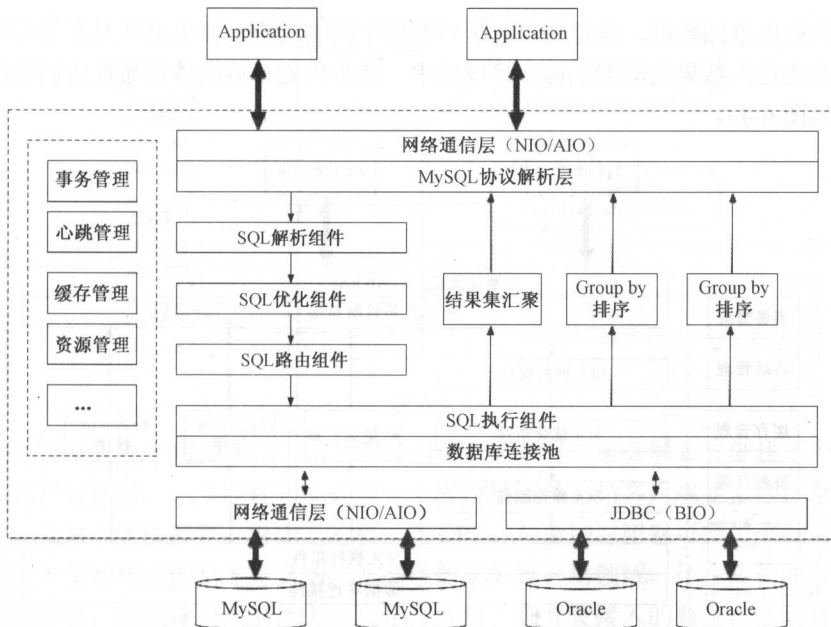 Application
Application
网络通信层（NIO/AIO）
MySQL协议解析层
事务管理
心跳管理
缓存管理
资源管理
...
SQL解析组件
SQL优化组件
SQL路由组件
结果集汇聚
Group by
排序
Group by
排序
SQL执行组件
数据库连接池
网络通信层（NIO/AIO）
JDBC（BIO）
MySQL
MySQL
Oracle
Oracle